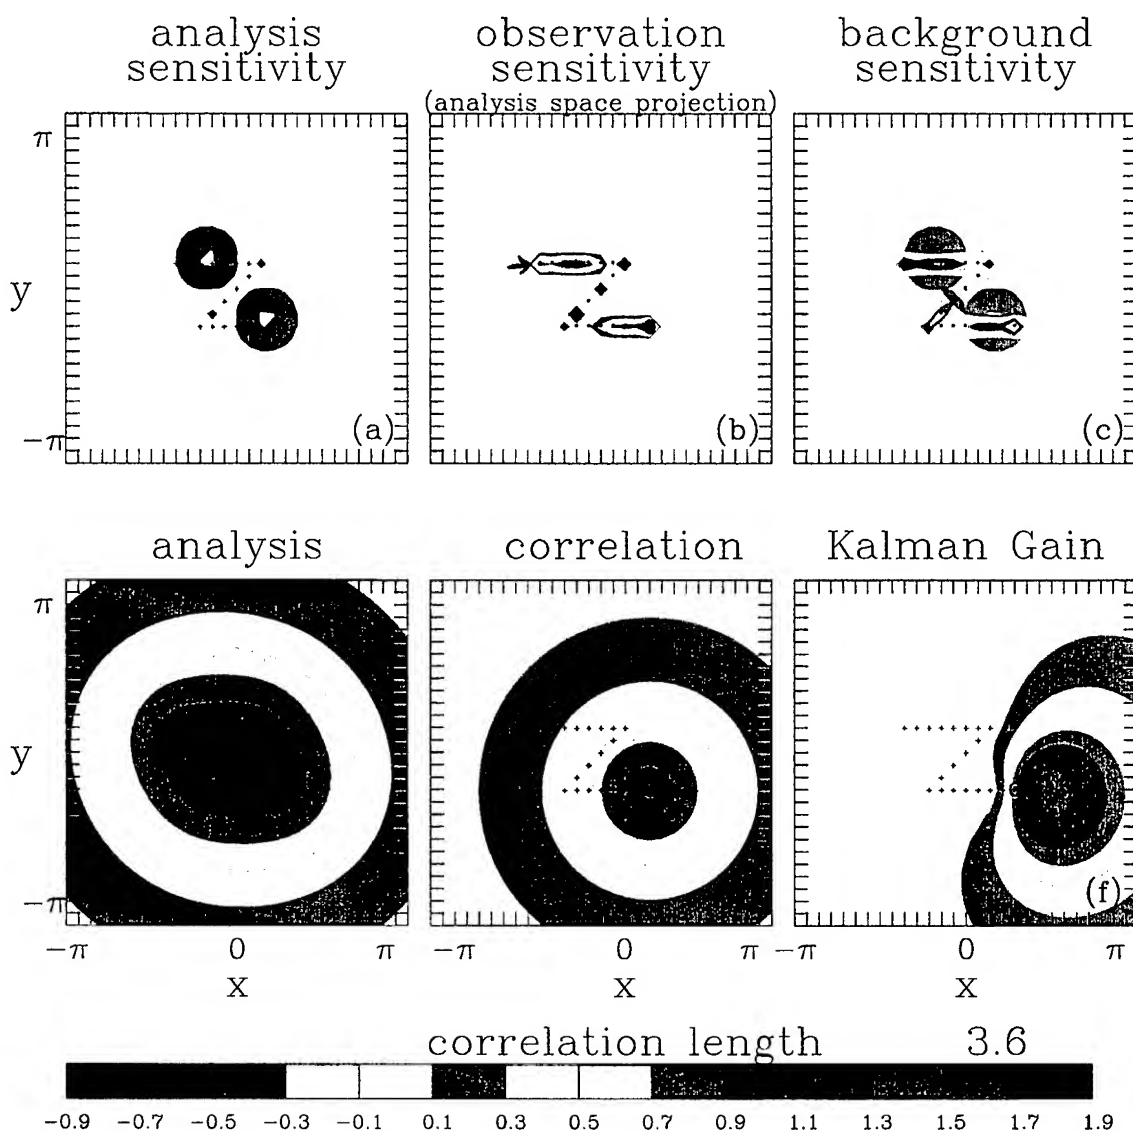 analysis
sensitivity
observation
sensitivity
(analysis space projection)
background
sensitivity
π
y
-π
(a)
(b)
(c)
analysis
correlation
Kalman Gain
π
y
-π
(f)
-π
0
π
-π
0
π
-π
0
π
x
x
x
correlation length 3.6
-0.9 -0.7 -0.5 -0.3 -0.1 0.1 0.3 0.5 0.7 0.9 1.1 1.3 1.5 1.7 1.9